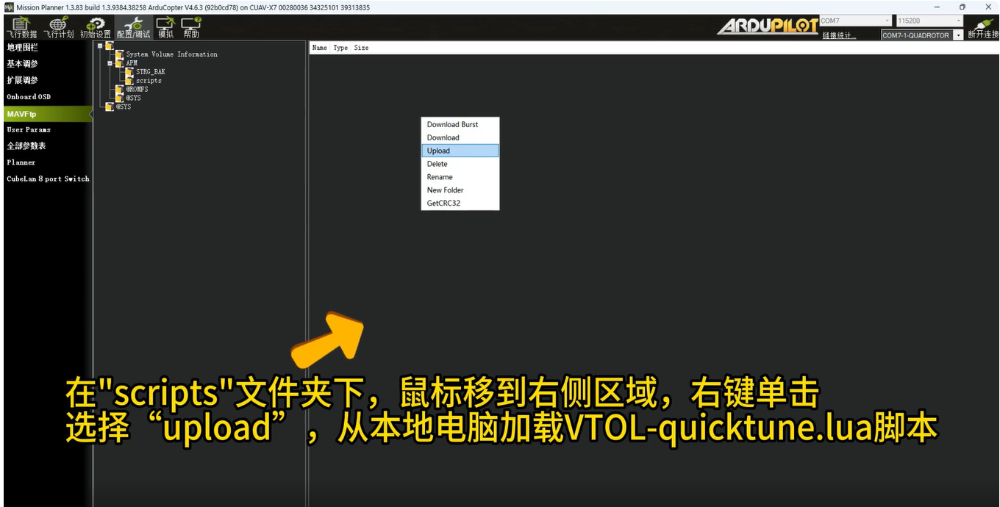 Mission Planner 1.3.83 build 1.3.9384.38258 ArduCopter V4.6.3 (92b0cd78) on CUAV-X7 00280036 34325101 39313835
飞行数据 飞行计划 初始设置 配置/调试 模拟 帮助
ARDUPILOT
COM7 115200
链接统计... COM7-1-QUADROTOR 断开连接
地理围栏
基本调参
扩展调参
Onboard OSD
MAVFtp
User Params
全部参数表
Planner
CubeLan 8 port Switch
System Volume Information
APM
STRG_BAK
scripts
@ROMFS
@SYS
@SYS
Name Type Size
Download Burst
Download
Upload
Delete
Rename
New Folder
GetCRC32
在"scripts"文件夹下，鼠标移到右侧区域，右键单击
选择“upload”，从本地电脑加载VTOL-quicktune.lua脚本